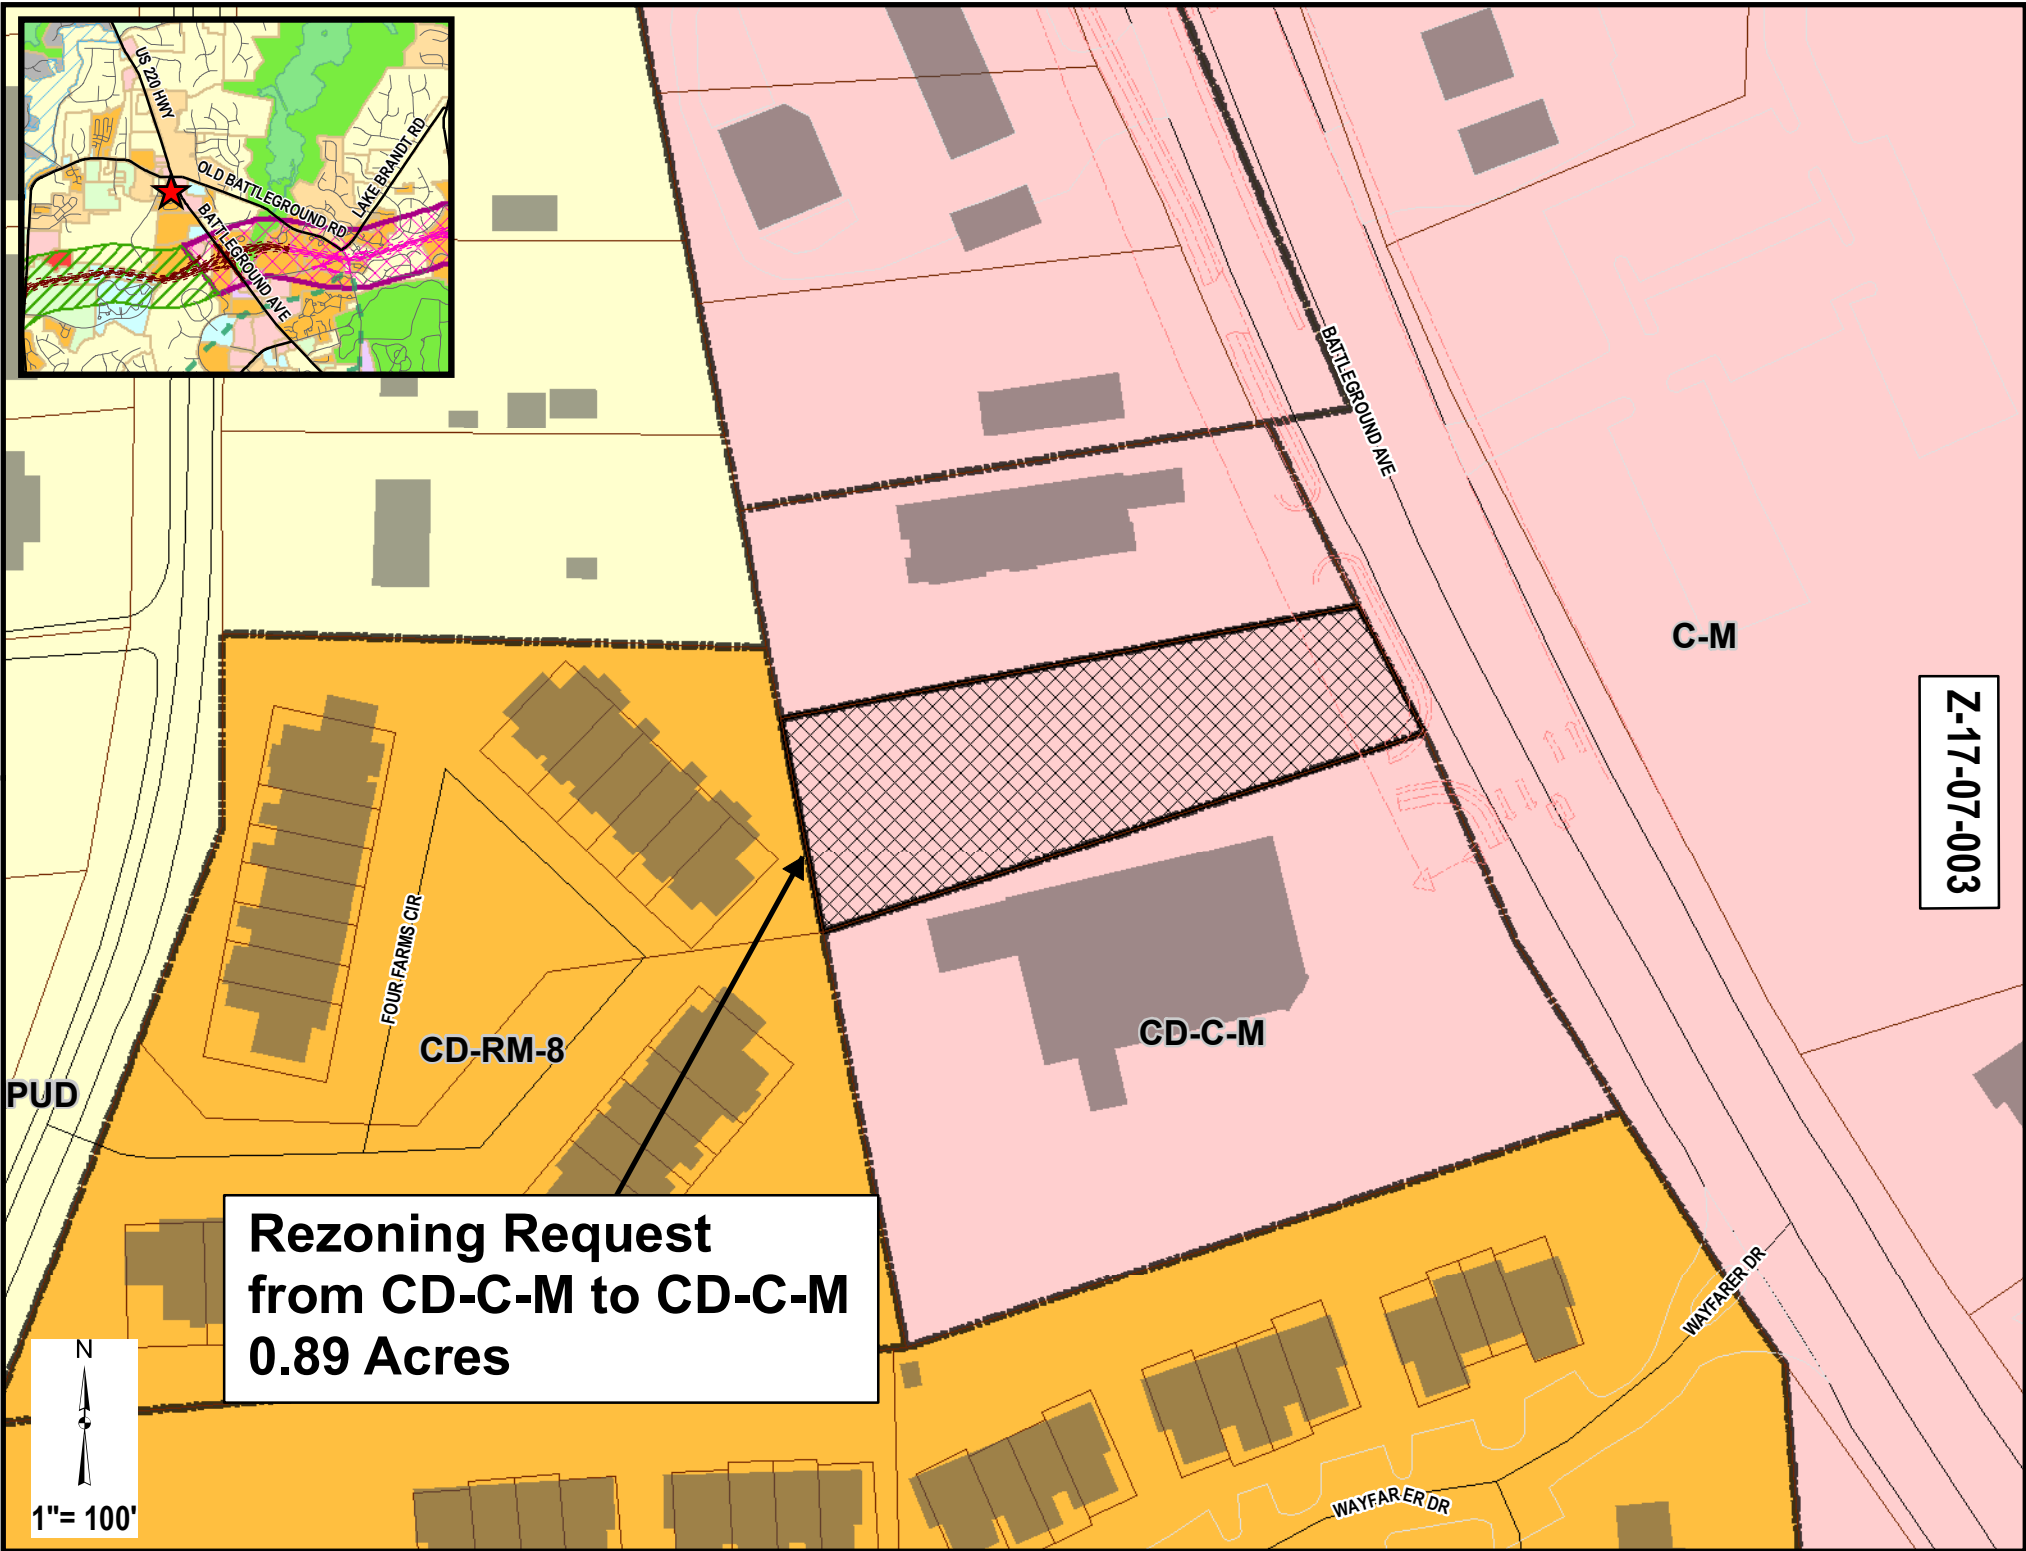 US 220 HWY
OLD BATTLEGROUND RD
LAKE BRANDT RD
BATTLEGROUND AVE
BATTLEGROUND AVE
C-M
Z-17-07-003
FOUR FARMS CIR
CD-RM-8
CD-C-M
PUD
Rezoning Request
from CD-C-M to CD-C-M
0.89 Acres
WAYFARER DR
WAYFARER DR
N
1"= 100'